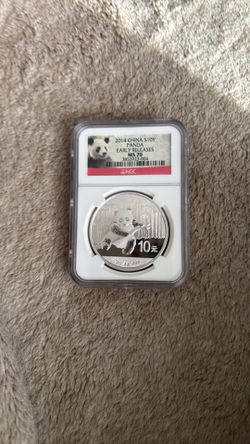 2014 CHINA S10Y
PANDA
EARLY RELEASES
MS 70
NGC
10元